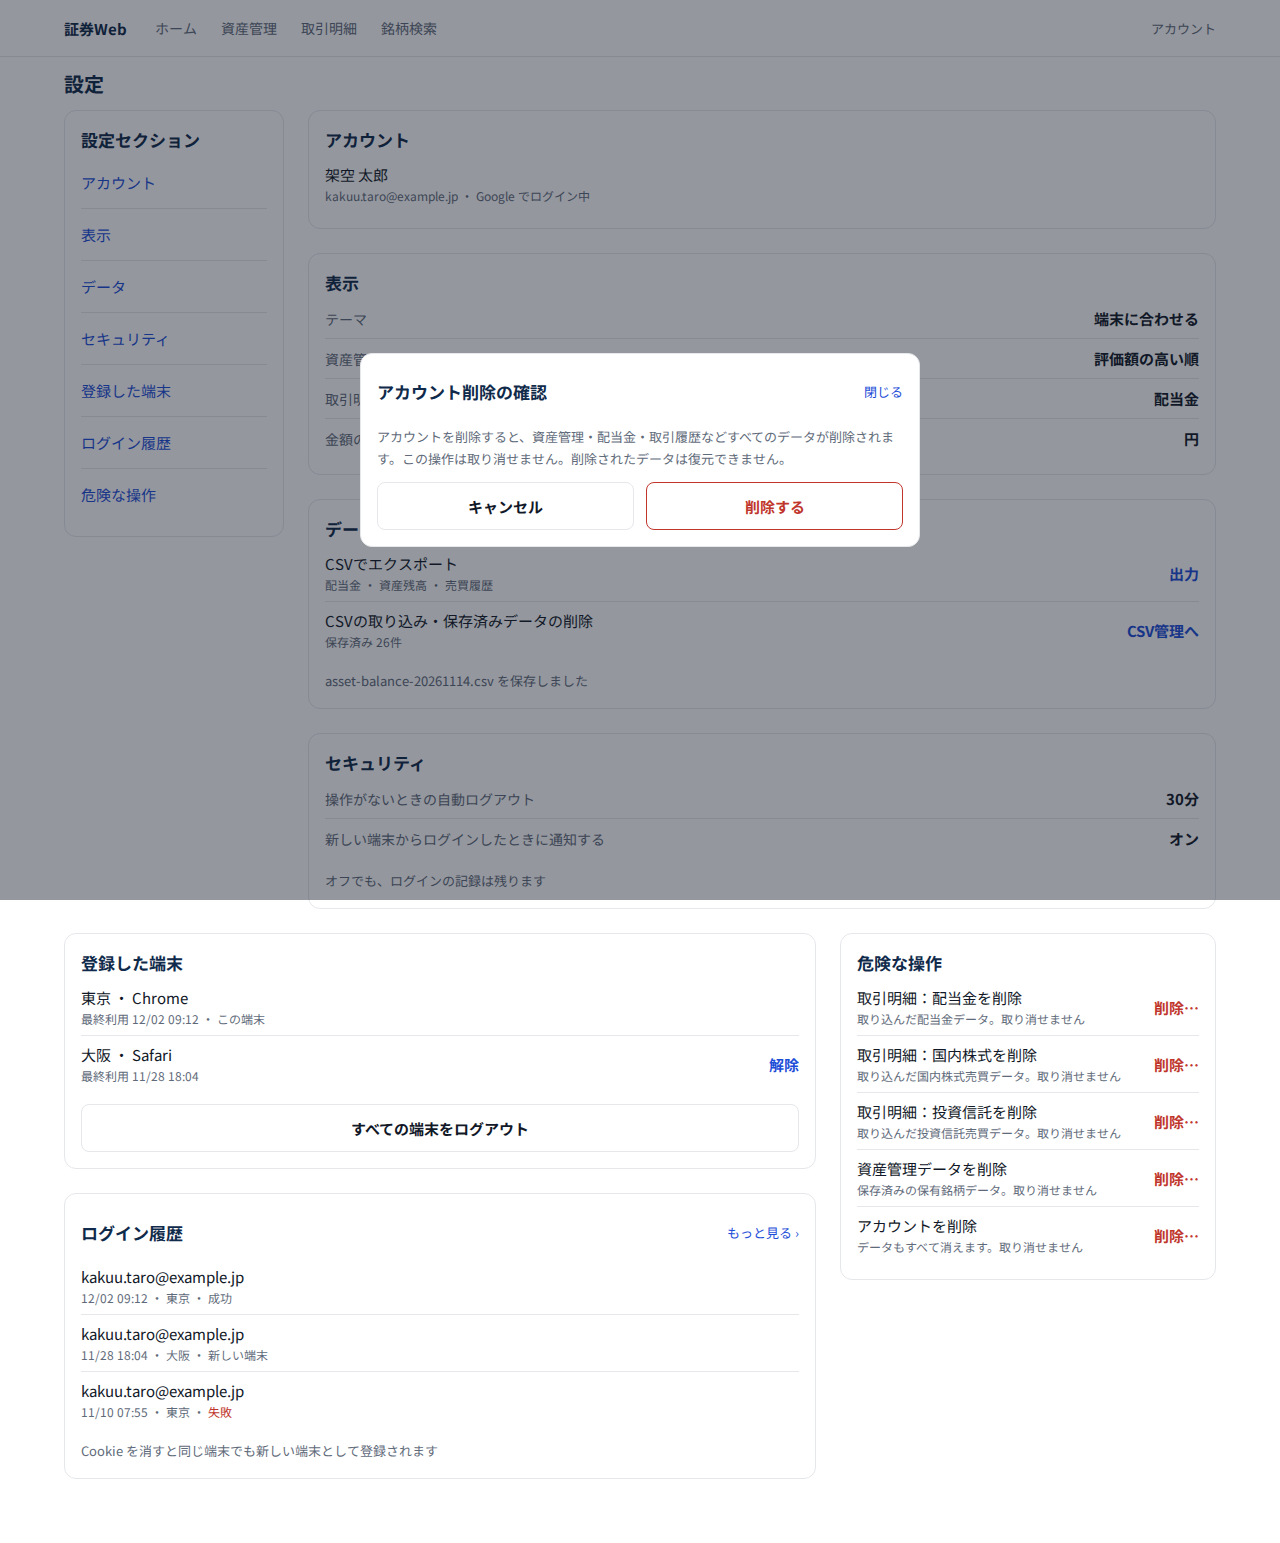 証券Web ホーム 資産管理 取引明細 銘柄検索 アカウント
設定
設定セクション
アカウント
表示
データ
セキュリティ
登録した端末
ログイン履歴
危険な操作
アカウント
架空 太郎
kakuu.taro@example.jp ・ Google でログイン中
表示
テーマ 端末に合わせる
資産管 評価額の高い順
取引明 配当金
金額の 円
アカウント削除の確認 閉じる
アカウントを削除すると、資産管理・配当金・取引履歴などすべてのデータが削除されま
す。この操作は取り消せません。削除されたデータは復元できません。
キャンセル 削除する
デー
CSVでエクスポート
配当金 ・ 資産残高 ・ 売買履歴
出力
CSVの取り込み・保存済みデータの削除
保存済み 26件
CSV管理へ
asset-balance-20261114.csv を保存しました
セキュリティ
操作がないときの自動ログアウト 30分
新しい端末からログインしたときに通知する オン
オフでも、ログインの記録は残ります
登録した端末
東京 ・ Chrome
最終利用 12/02 09:12 ・ この端末
大阪 ・ Safari
最終利用 11/28 18:04
解除
すべての端末をログアウト
ログイン履歴 もっと見る ›
kakuu.taro@example.jp
12/02 09:12 ・ 東京 ・ 成功
kakuu.taro@example.jp
11/28 18:04 ・ 大阪 ・ 新しい端末
kakuu.taro@example.jp
11/10 07:55 ・ 東京 ・ 失敗
Cookie を消すと同じ端末でも新しい端末として登録されます
危険な操作
取引明細：配当金を削除
取り込んだ配当金データ。取り消せません
削除…
取引明細：国内株式を削除
取り込んだ国内株式売買データ。取り消せません
削除…
取引明細：投資信託を削除
取り込んだ投資信託売買データ。取り消せません
削除…
資産管理データを削除
保存済みの保有銘柄データ。取り消せません
削除…
アカウントを削除
データもすべて消えます。取り消せません
削除…